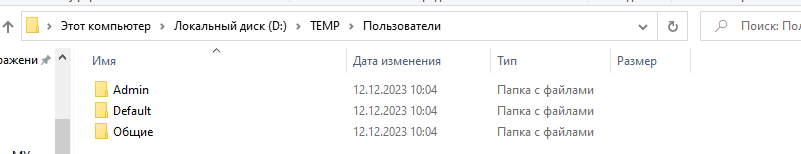 Этот компьютер > Локальный диск (D:) > TEMP > Пользователи
Поиск: Пол
Имя Дата изменения Тип Размер
ражени
Admin 12.12.2023 10:04 Папка с файлами
Default 12.12.2023 10:04 Папка с файлами
Общие 12.12.2023 10:04 Папка с файлами